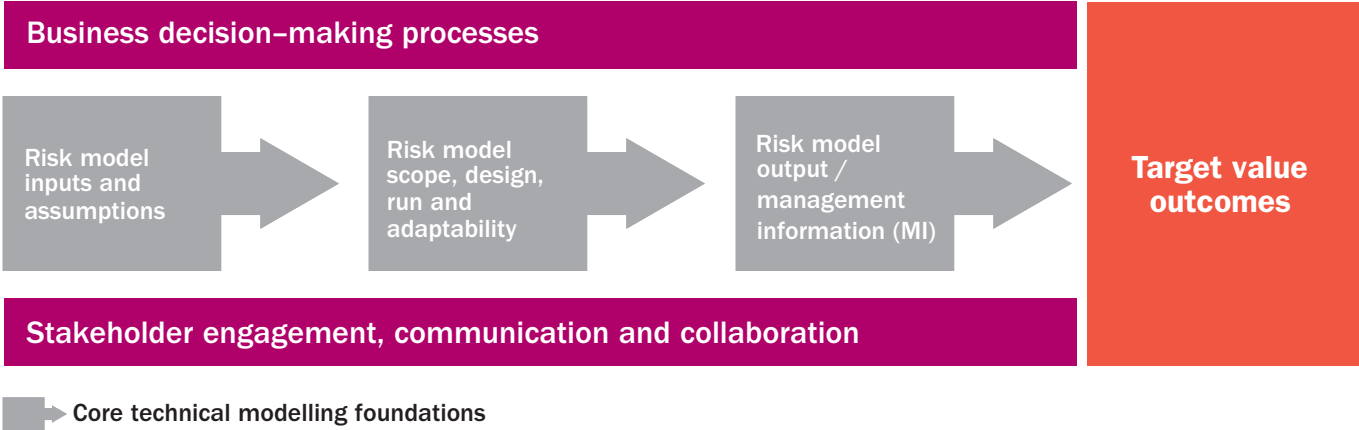 Business decision–making processes
Risk model
inputs and
assumptions
Risk model
scope, design,
run and
adaptability
Risk model
output /
management
information (MI)
Target value
outcomes
Stakeholder engagement, communication and collaboration
Core technical modelling foundations